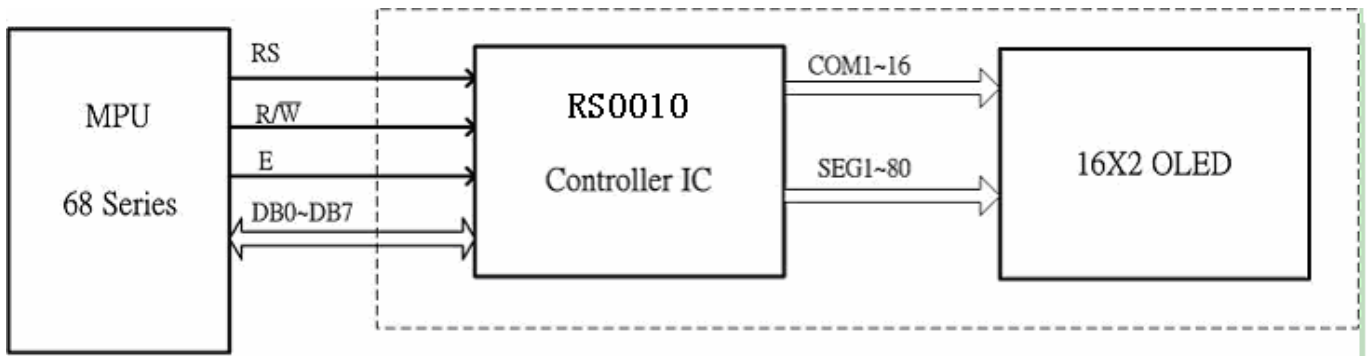 MPU
68 Series
RS
R/W̅
E
DB0~DB7
RS0010
Controller IC
COM1~16
SEG1~80
16X2 OLED